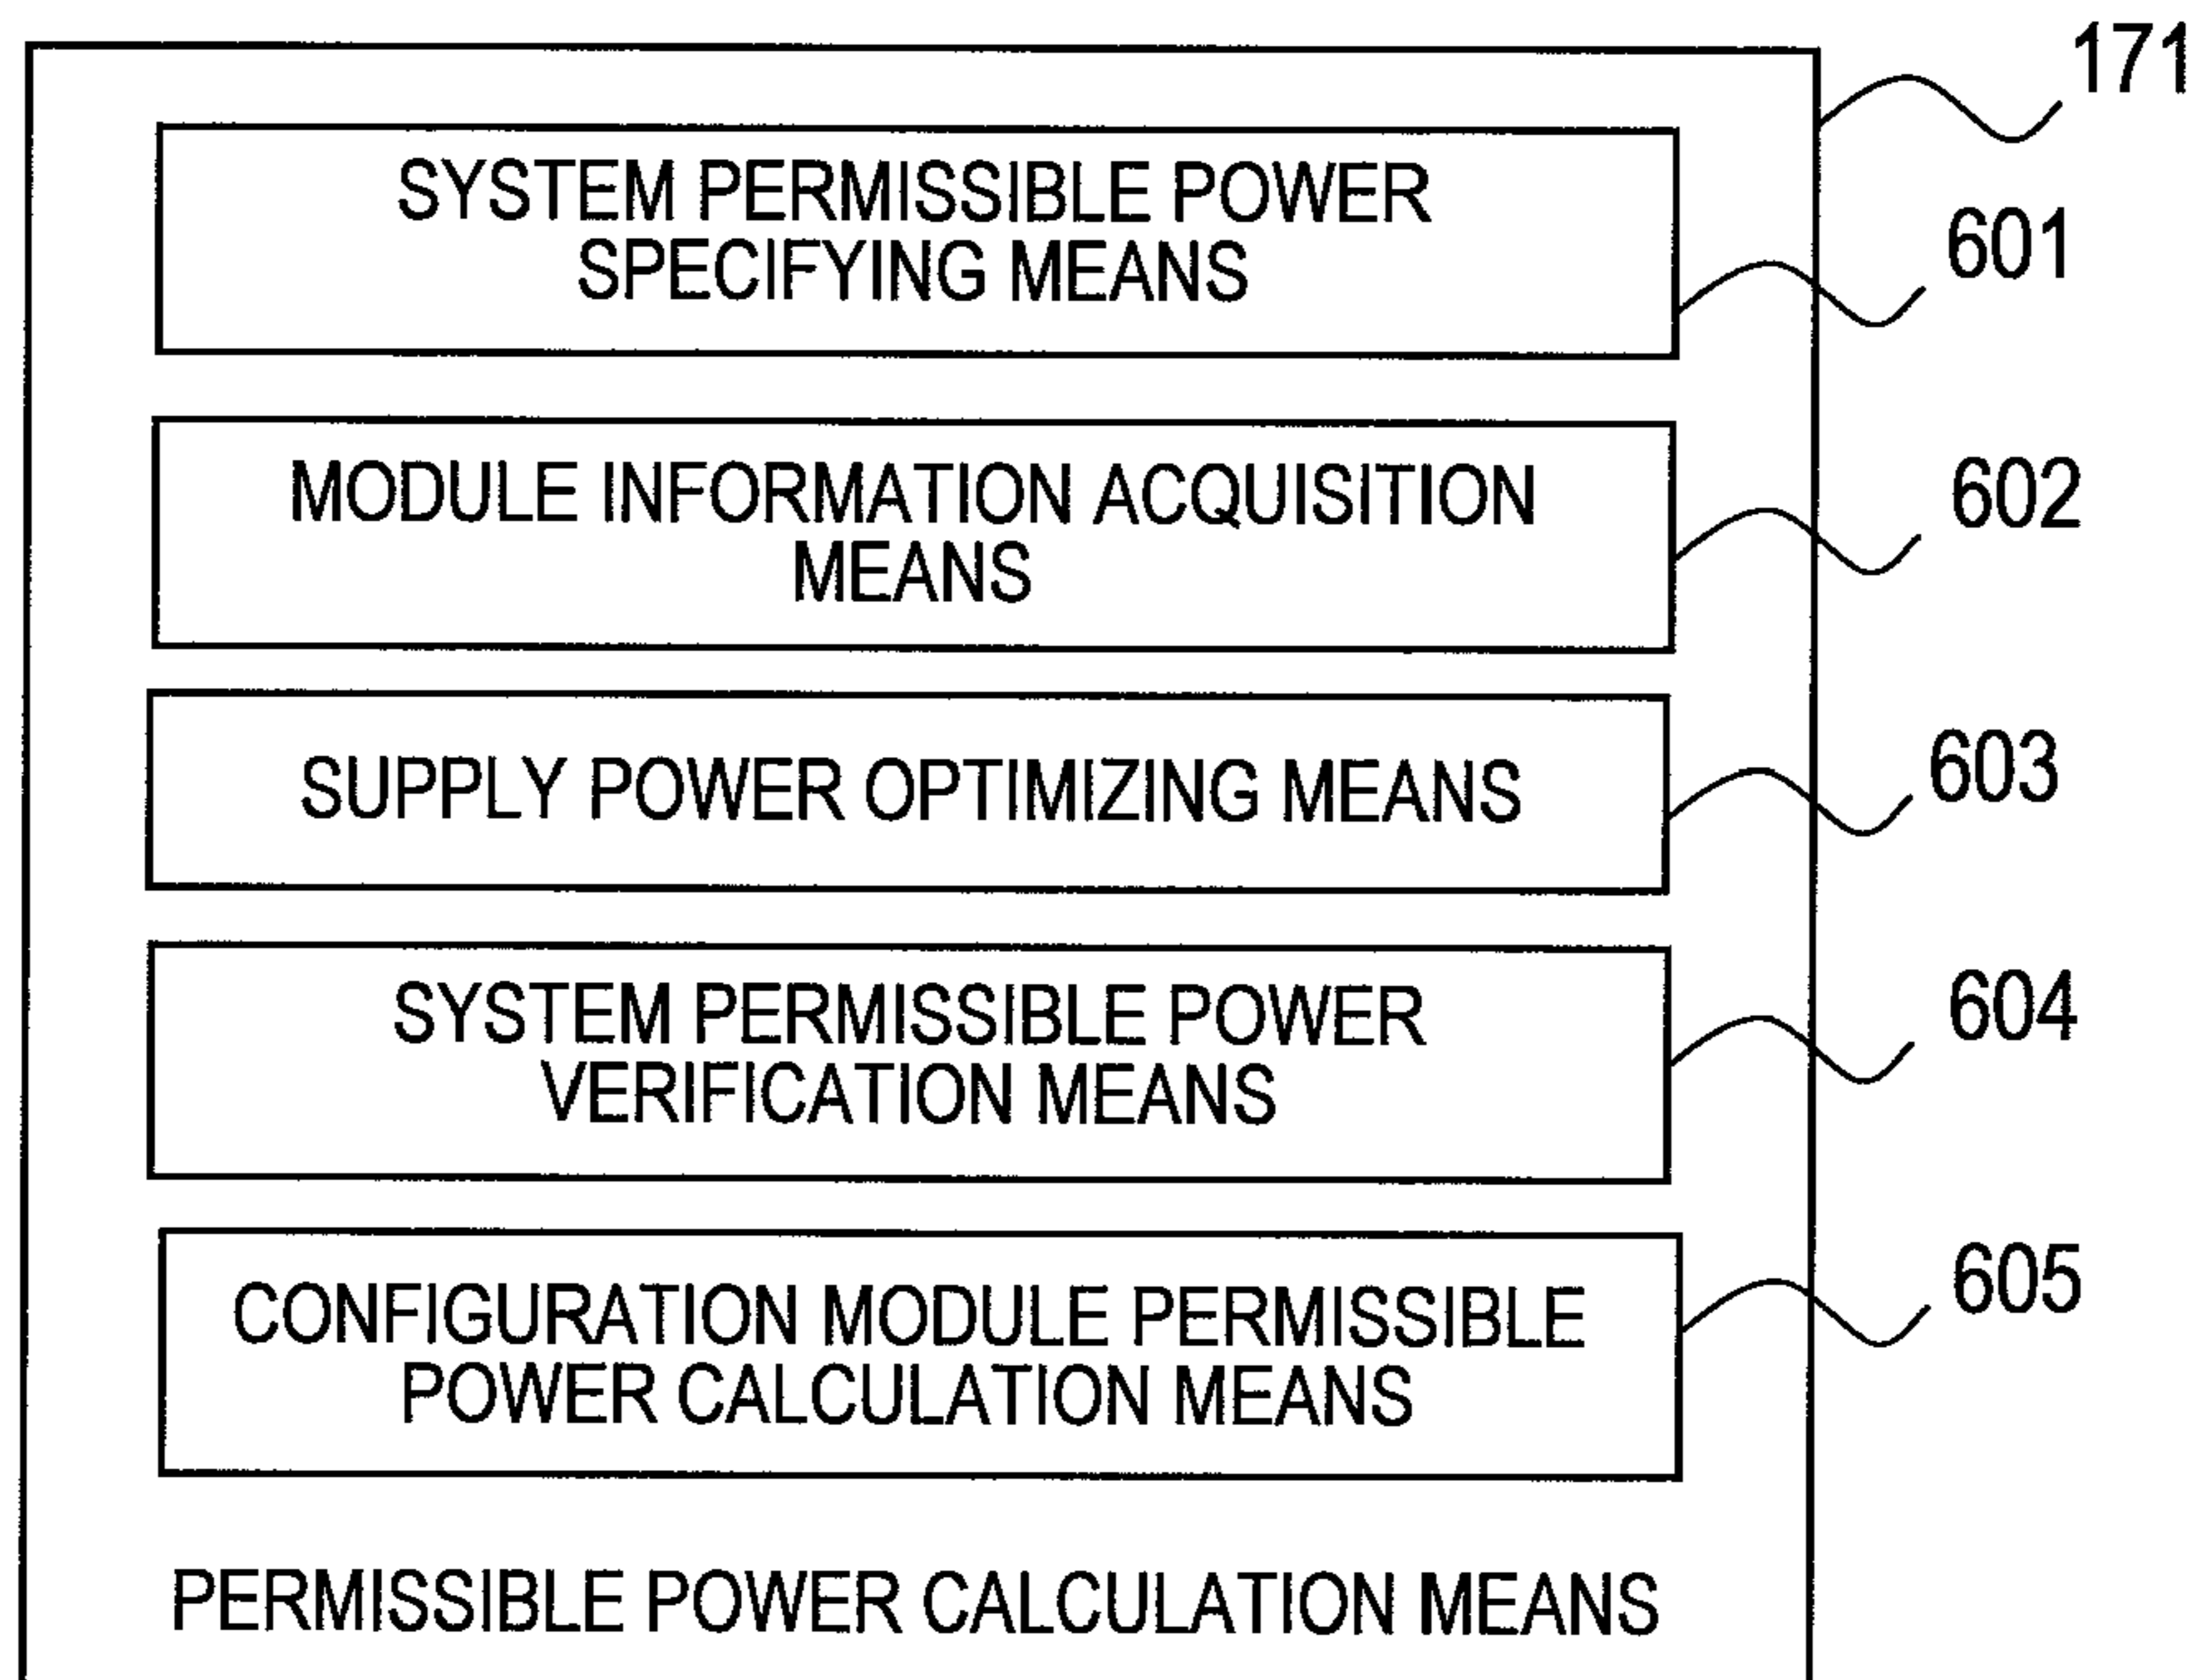 171
SYSTEM PERMISSIBLE POWER
SPECIFYING MEANS
601
MODULE INFORMATION ACQUISITION
MEANS
602
SUPPLY POWER OPTIMIZING MEANS
603
SYSTEM PERMISSIBLE POWER
VERIFICATION MEANS
604
CONFIGURATION MODULE PERMISSIBLE
POWER CALCULATION MEANS
605
PERMISSIBLE POWER CALCULATION MEANS